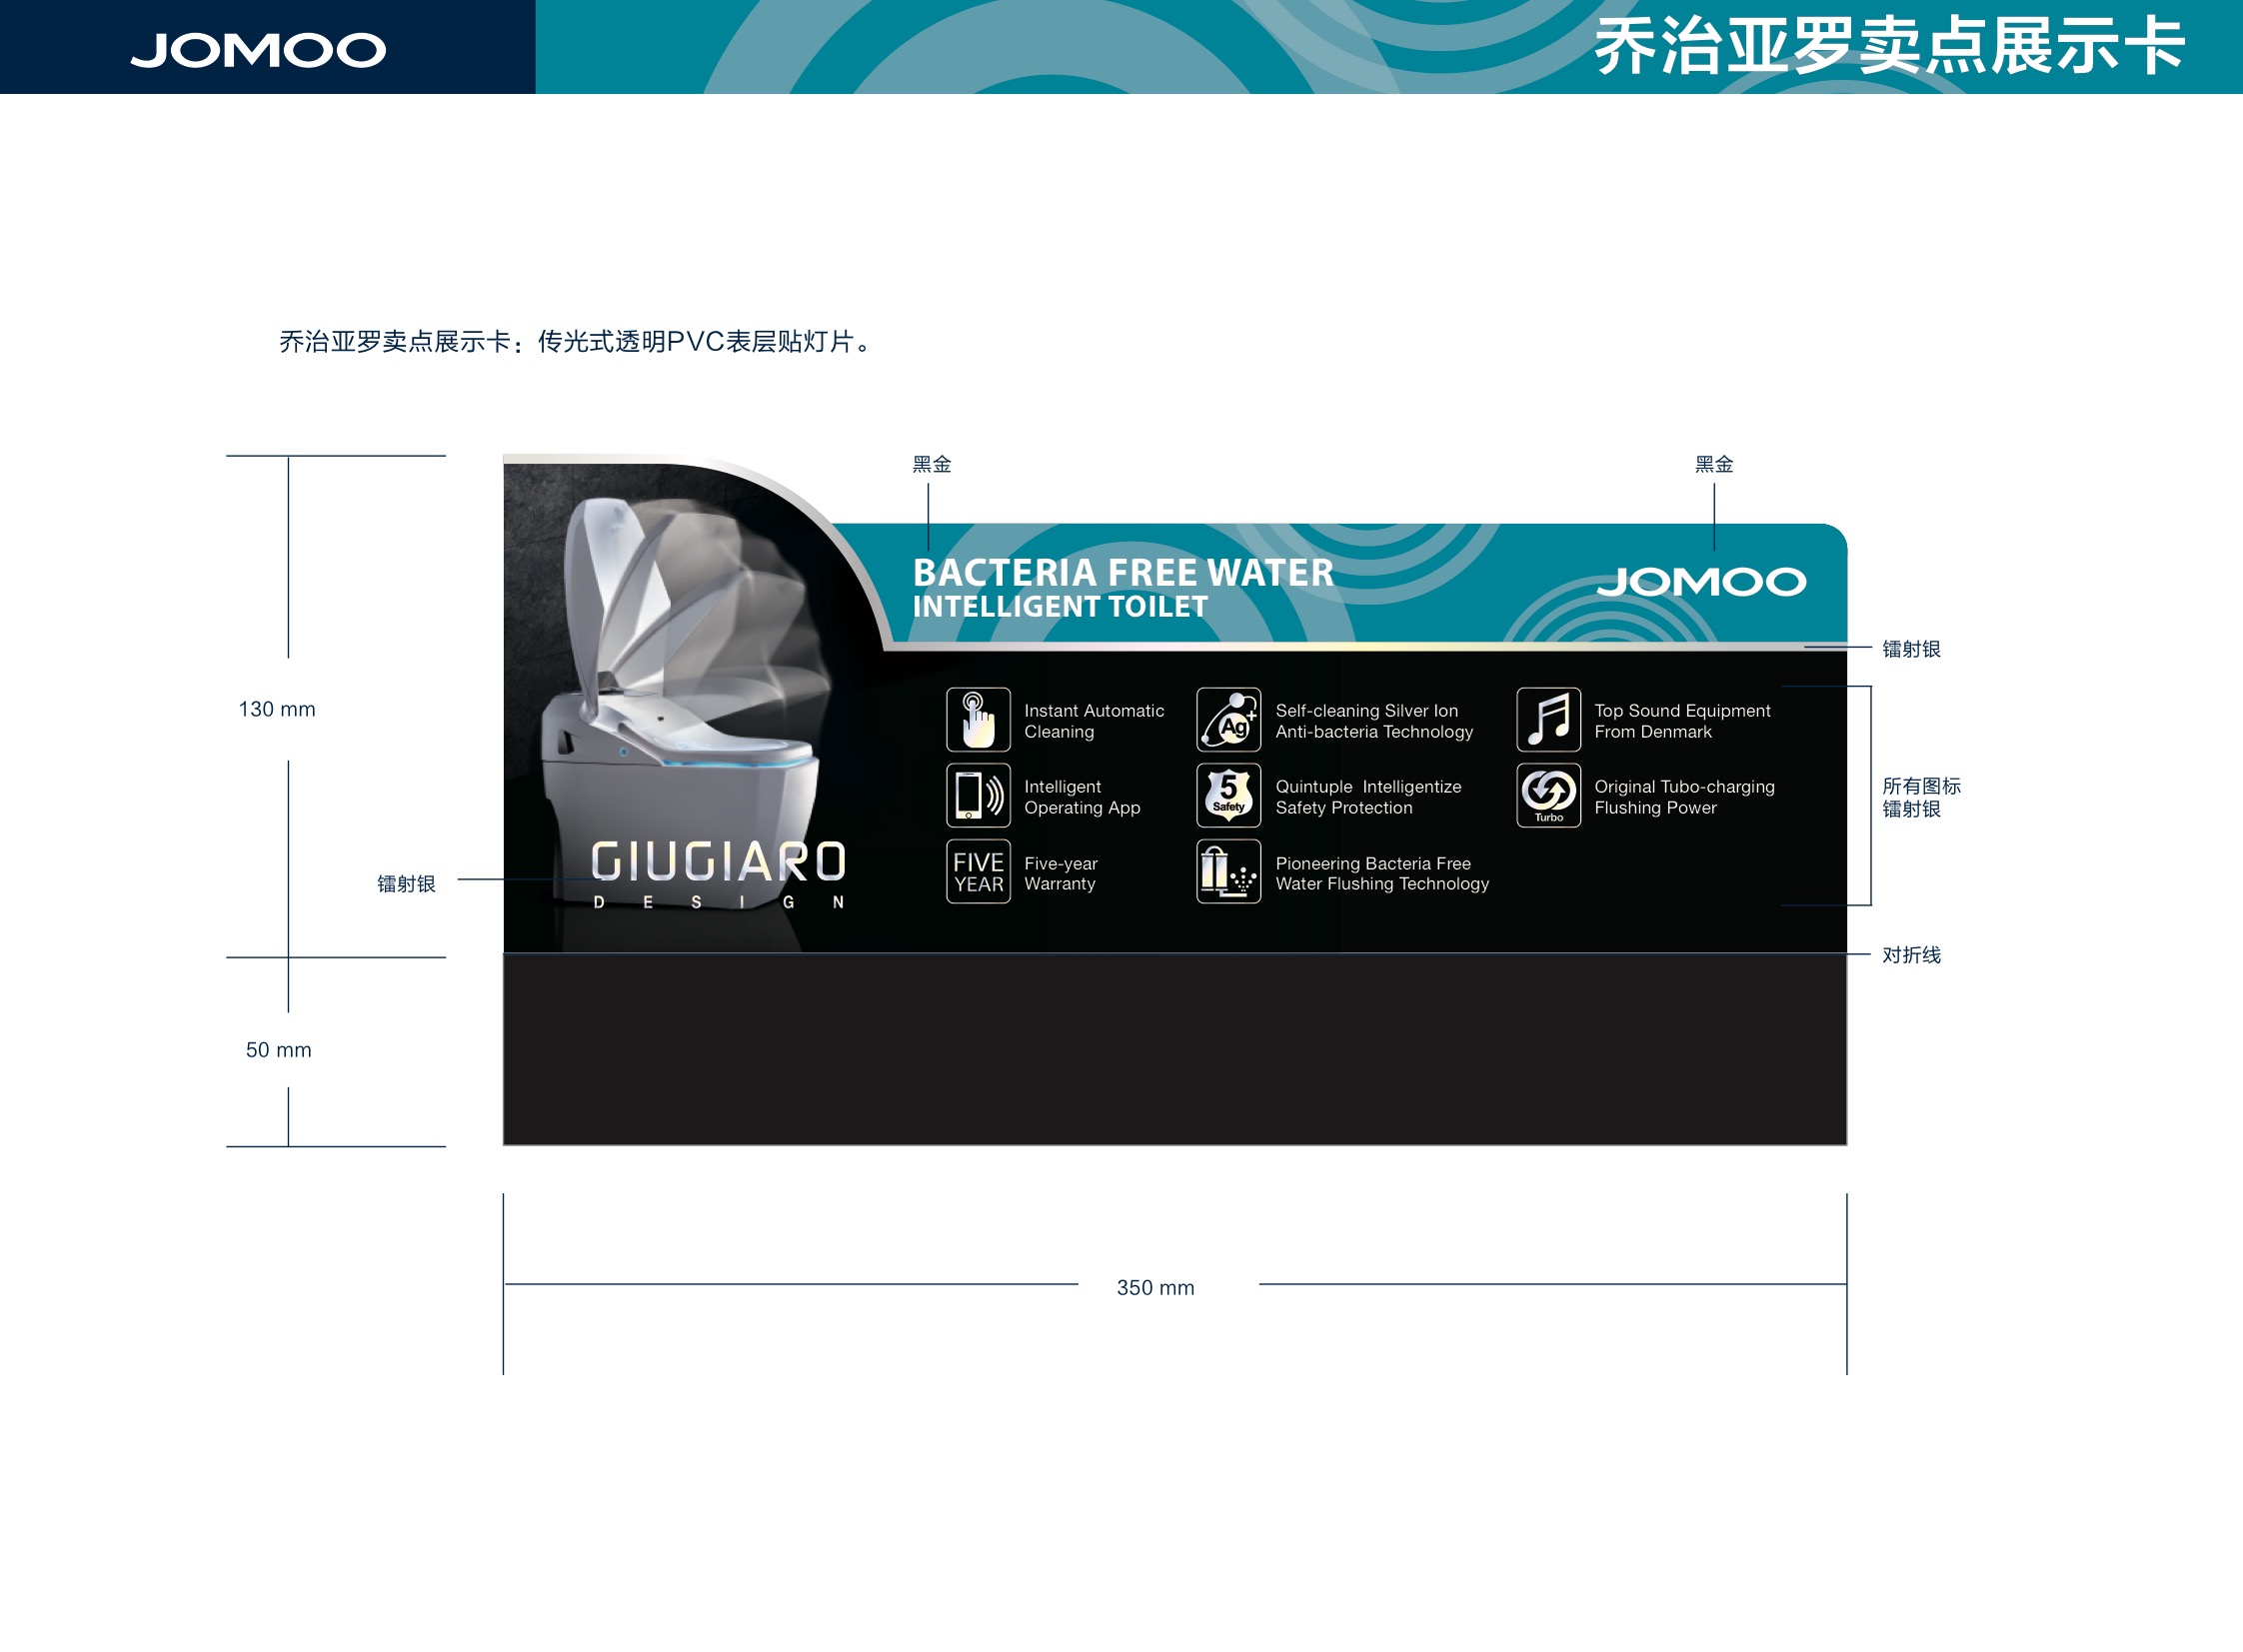 JOMOO
乔治亚罗卖点展示卡
乔治亚罗卖点展示卡：传光式透明PVC表层贴灯片。
黑金
黑金
BACTERIA FREE WATER
INTELLIGENT TOILET
JOMOO
镭射银
130 mm
Instant Automatic
Cleaning
Ag+
Self-cleaning Silver Ion
Anti-bacteria Technology
Top Sound Equipment
From Denmark
Intelligent
Operating App
5
Safety
Quintuple  Intelligentize
Safety Protection
Turbo
Original Tubo-charging
Flushing Power
所有图标
镭射银
FIVE
YEAR
Five-year
Warranty
Pioneering Bacteria Free
Water Flushing Technology
GIUGIARO
DESIGN
镭射银
对折线
50 mm
350 mm